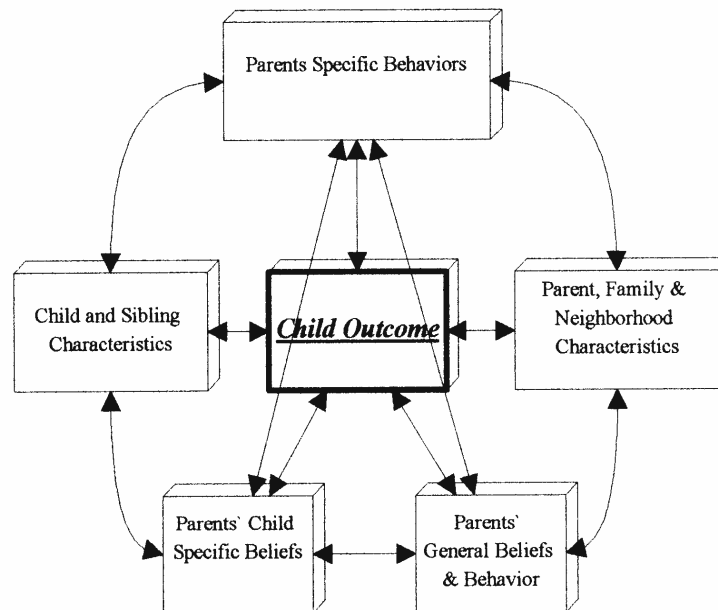 Parents Specific Behaviors
Child and Sibling
Characteristics
Child Outcome
Parent, Family &
Neighborhood
Characteristics
Parents` Child
Specific Beliefs
Parents`
General Beliefs
& Behavior